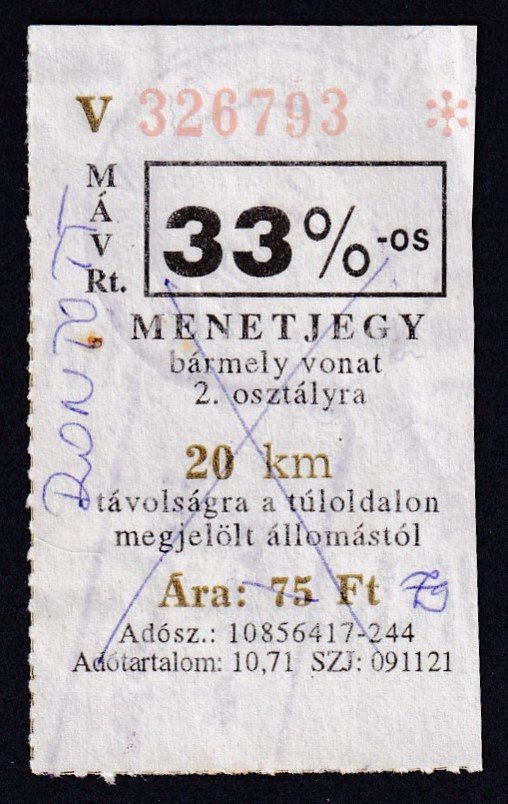 V 326793
MÁV Rt.
33%-os
MENETJEGY
bármely vonat
2. osztályra
20 km
távolságra a túloldalon
megjelölt állomástól
Ára: 75 Ft
Adósz.: 10856417-244
Adótartalom: 10,71 SZJ: 091121